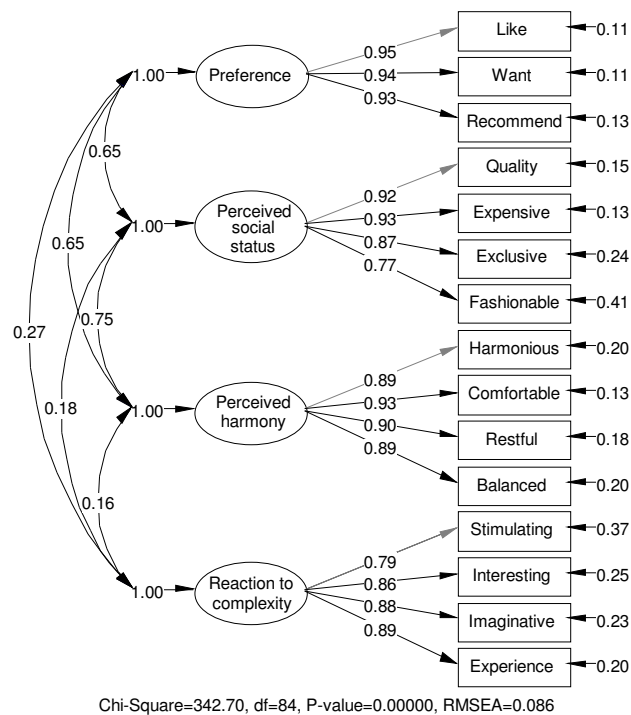 Like
0.11
0.95
1.00
Preference
0.94
Want
0.11
0.93
Recommend
0.13
0.65
Quality
0.15
0.92
1.00
Perceived
social
status
0.93
Expensive
0.13
0.65
0.87
Exclusive
0.24
0.77
Fashionable
0.41
0.75
0.27
Harmonious
0.20
0.89
0.18
1.00
Perceived
harmony
0.93
Comfortable
0.13
0.90
Restful
0.18
0.89
Balanced
0.20
0.16
Stimulating
0.37
0.79
1.00
Reaction to
complexity
0.86
Interesting
0.25
0.88
Imaginative
0.23
0.89
Experience
0.20
Chi-Square=342.70, df=84, P-value=0.00000, RMSEA=0.086